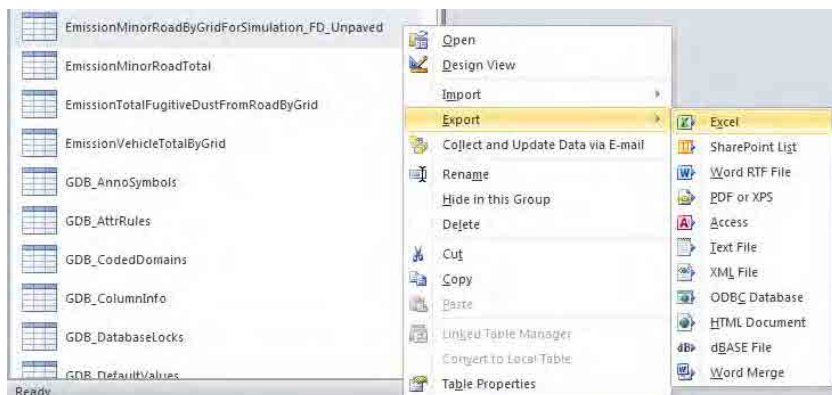 EmissionMinorRoadByGridForSimulation_FD_Unpaved
EmissionMinorRoadTotal
EmissionTotalFugitiveDustFromRoadByGrid
EmissionVehicleTotalByGrid
GDB_AnnoSymbols
GDB_AttrRules
GDB_CodedDomains
GDB_ColumnInfo
GDB_DatabaseLocks
GDB_DefaultValues
Ready
Open
Design View
Import
Export
Collect and Update Data via E-mail
Rename
Hide in this Group
Delete
Cut
Copy
Paste
Linked Table Manager
Convert to Local Table
Table Properties
Excel
SharePoint List
Word RTF File
PDF or XPS
Access
Text File
XML File
ODBC Database
HTML Document
dBASE File
Word Merge